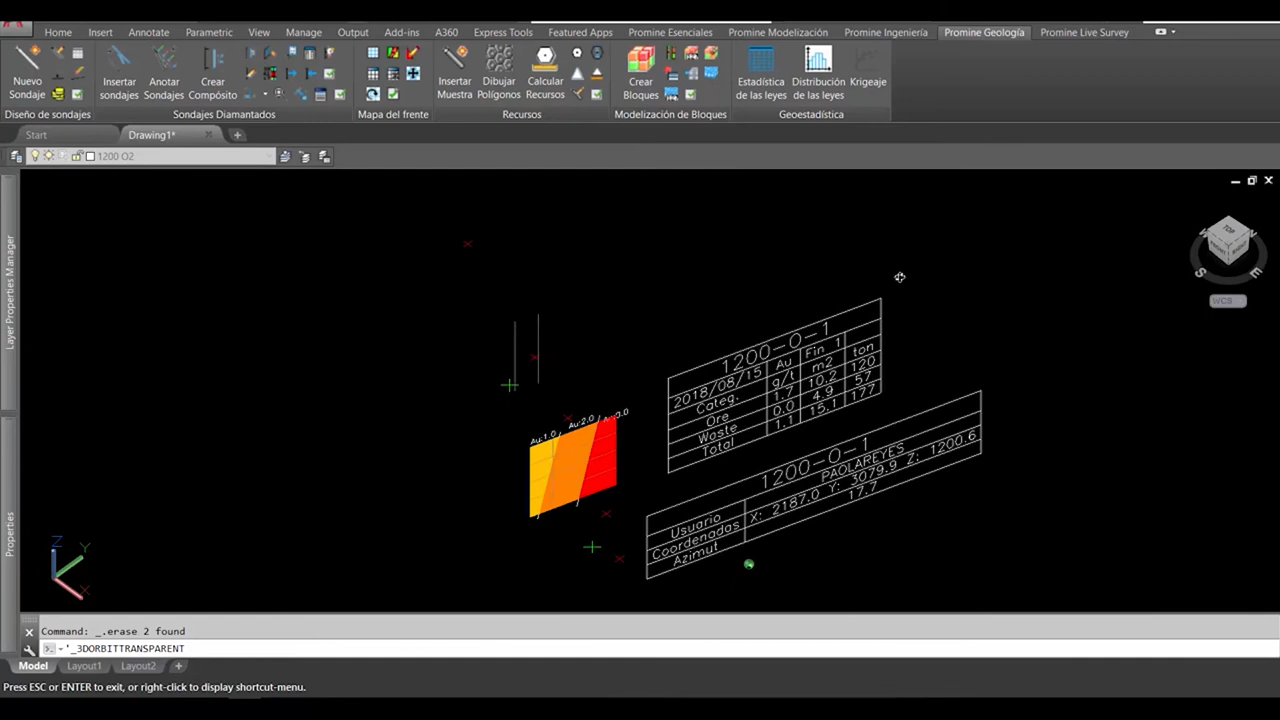 Home Insert Annotate Parametric View Manage Output Add-ins A360 Express Tools Featured Apps Promine Esenciales Promine Modelización Promine Ingeniería Promine Geología Promine Live Survey
Nuevo Sondaje
Insertar sondajes
Anotar Sondajes
Crear Compósito
Insertar Muestra
Dibujar Polígonos
Calcular Recursos
Crear Bloques
Estadística de las leyes
Distribución de las leyes
Krigeaje
Diseño de sondajes Sondajes Diamantados Mapa del frente Recursos Modelización de Bloques Geoestadística
Start Drawing1*
1200 O2
Layer Properties Manager
Properties
TOP
S E
WCS
1200-0-1
2018/08/15 Au Fin 1
Categ. g/t m2 ton
Ore 1.7 10.2 120
Waste 0.0 4.9 57
Total 1.1 15.1 177
Au:1.0 Au:2.0
1200-0-1
Usuario PAOLAREYES
Coordenadas X: 2187.0 Y: 3079.9 Z: 1200.6
Azimut 17.7
Z Y X
Command: _.erase 2 found
'_3DORBITTRANSPARENT
Model Layout1 Layout2
Press ESC or ENTER to exit, or right-click to display shortcut-menu.